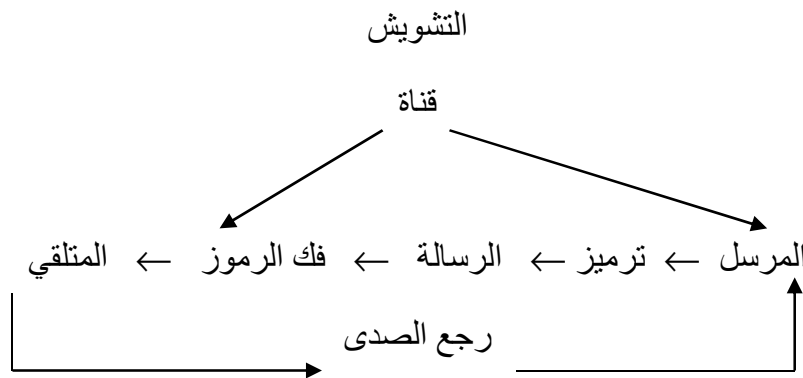 التشويش
قناة
المرسل ← ترميز ← الرسالة ← فك الرموز ← المتلقي
رجع الصدى